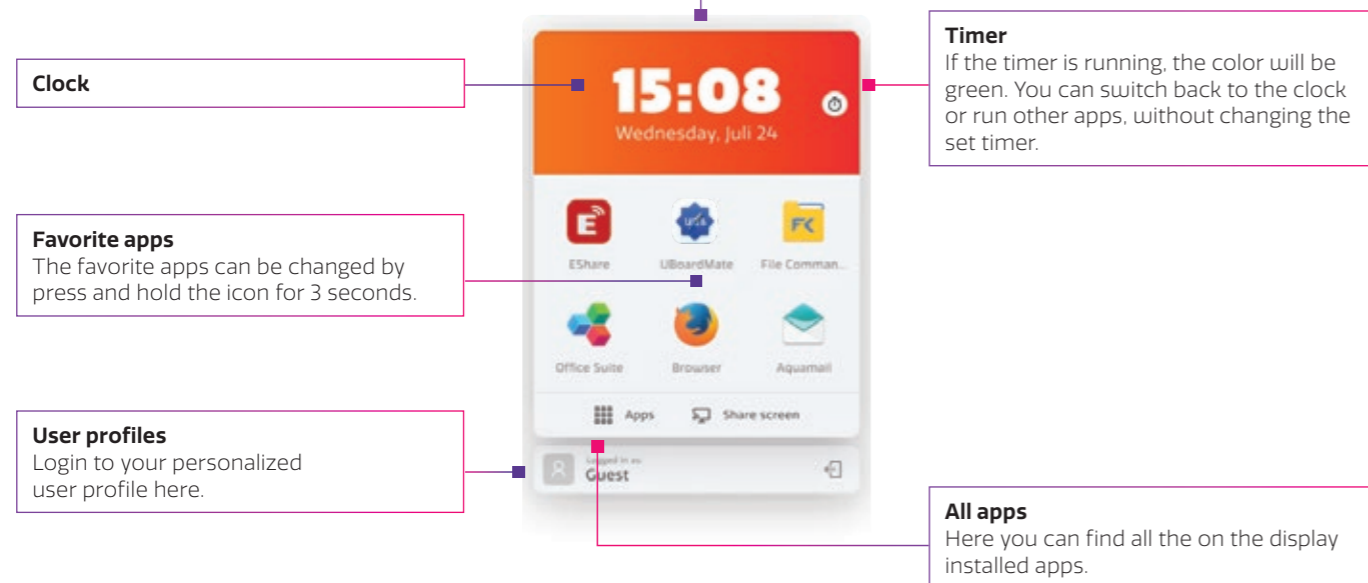 Clock
Favorite apps
The favorite apps can be changed by
press and hold the icon for 3 seconds.
User profiles
Login to your personalized
user profile here.
15:08
Wednesday, Juli 24
EShare
UBoardMate
File Comman...
Office Suite
Browser
Aquamail
Apps
Share screen
Logged in as
Guest
Timer
If the timer is running, the color will be
green. You can switch back to the clock
or run other apps, without changing the
set timer.
All apps
Here you can find all the on the display
installed apps.